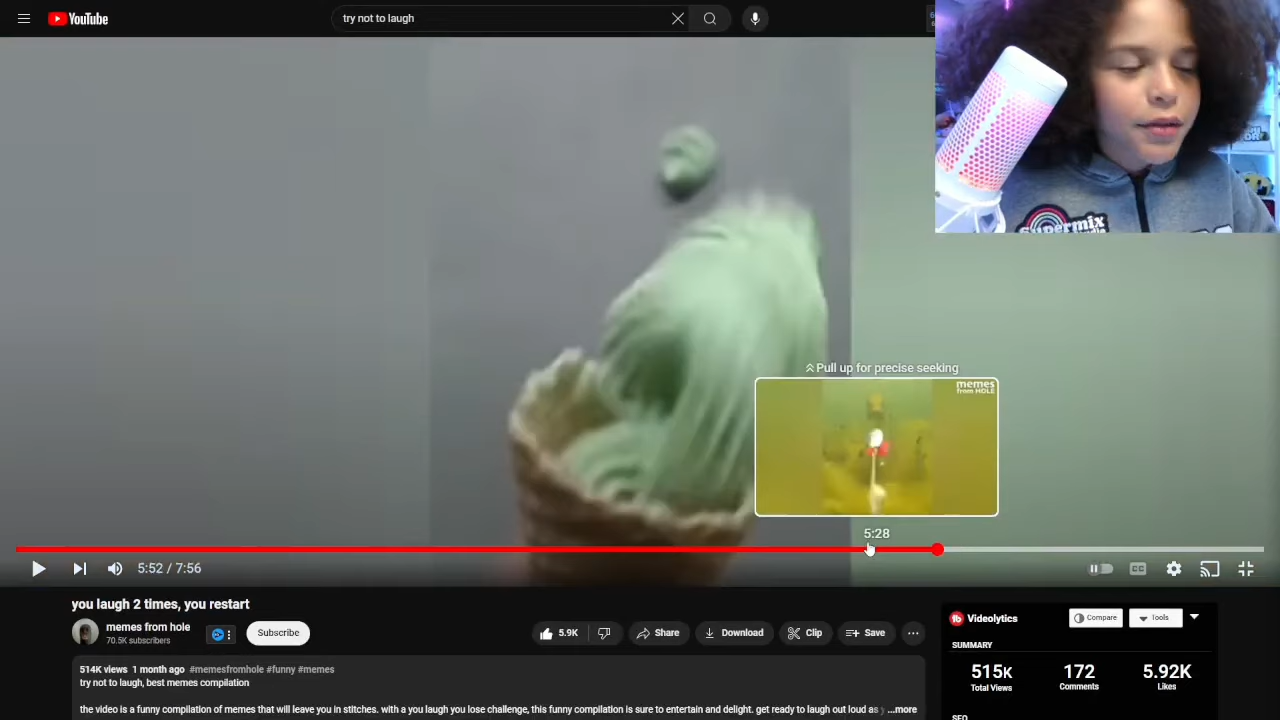 YouTube
try not to laugh
Supermix
Pull up for precise seeking
memes
from HOLE
5:28
5:52 / 7:56
CC
you laugh 2 times, you restart
memes from hole
70.5K subscribers
Subscribe
5.9K
Share
Download
Clip
Save
514K views 1 month ago #memesfromhole #funny #memes
try not to laugh, best memes compilation
the video is a funny compilation of memes that will leave you in stitches. with a you laugh you lose challenge, this funny compilation is sure to entertain and delight. get ready to laugh out loud as
...more
Videolytics
Compare
Tools
SUMMARY
515K
Total Views
172
Comments
5.92K
Likes
SEO